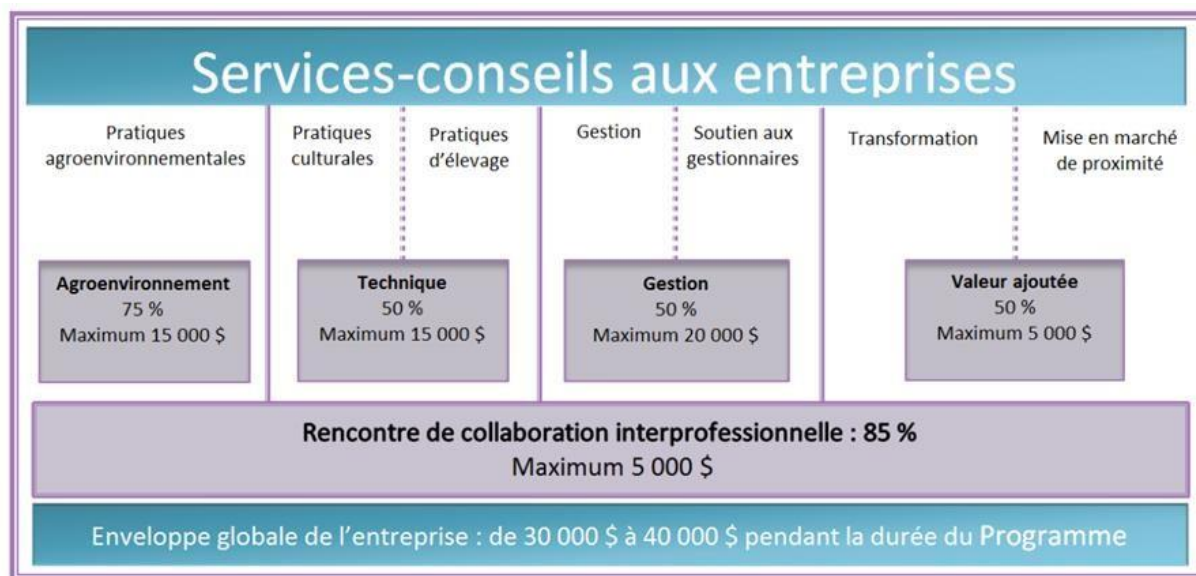 Services-conseils aux entreprises
Pratiques
agroenvironnementales
Pratiques
culturales
Pratiques
d'élevage
Gestion
Soutien aux
gestionnaires
Transformation
Mise en marché
de proximité
Agroenvironnement
75 %
Maximum 15 000 $
Technique
50 %
Maximum 15 000 $
Gestion
50 %
Maximum 20 000 $
Valeur ajoutée
50 %
Maximum 5 000 $
Rencontre de collaboration interprofessionnelle : 85 %
Maximum 5 000 $
Enveloppe globale de l'entreprise : de 30 000 $ à 40 000 $ pendant la durée du Programme